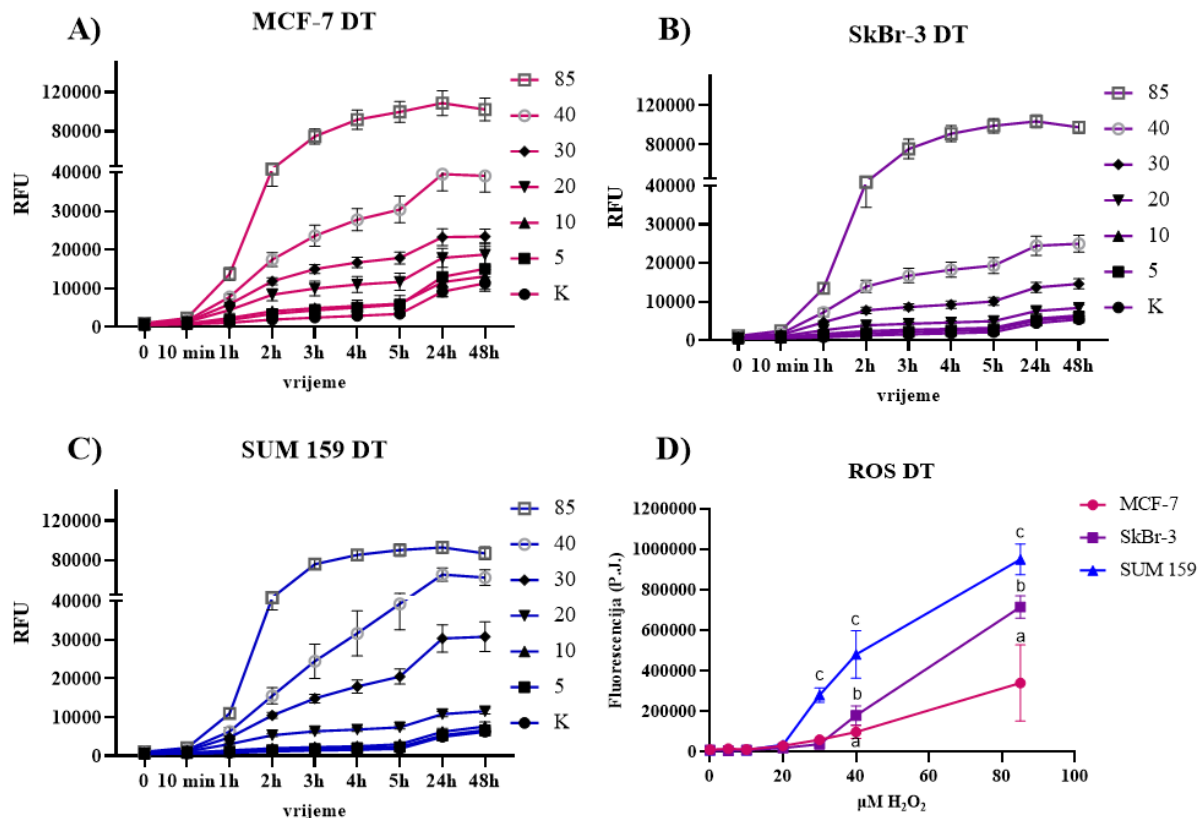 A)
MCF-7 DT
RFU
120000
80000
40000
30000
20000
10000
0
0 10 min 1h 2h 3h 4h 5h 24h 48h
vrijeme
85
40
30
20
10
5
K
B)
SkBr-3 DT
RFU
120000
80000
40000
30000
20000
10000
0
0 10 min 1h 2h 3h 4h 5h 24h 48h
vrijeme
85
40
30
20
10
5
K
C)
SUM 159 DT
RFU
120000
80000
40000
30000
20000
10000
0
0 10 min 1h 2h 3h 4h 5h 24h 48h
vrijeme
85
40
30
20
10
5
K
D)
ROS DT
Fluorescencija (P.J.)
1200000
1000000
800000
600000
400000
200000
0
0 20 40 60 80 100
µM H₂O₂
c
c
b
a
c
b
a
MCF-7
SkBr-3
SUM 159